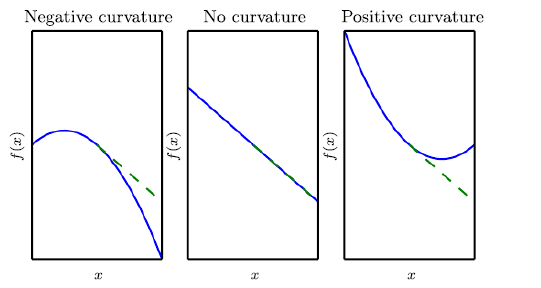 Negative curvature
No curvature
Positive curvature
f(x)
f(x)
f(x)
x
x
x